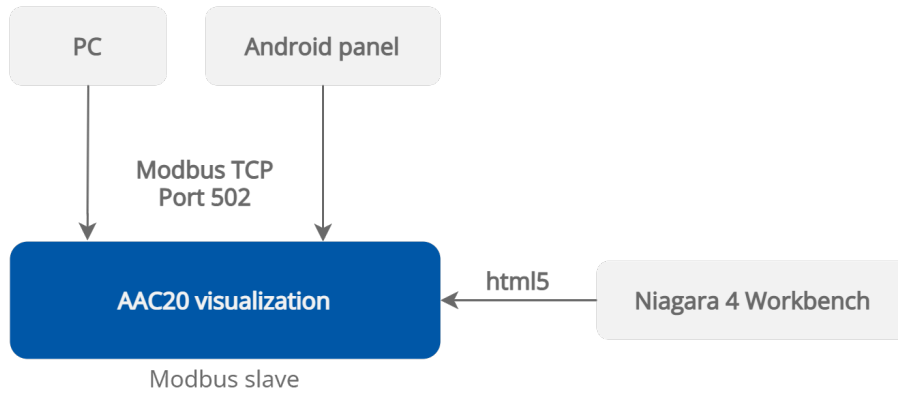 PC
Android panel
Modbus TCP
Port 502
AAC20 visualization
html5
Niagara 4 Workbench
Modbus slave